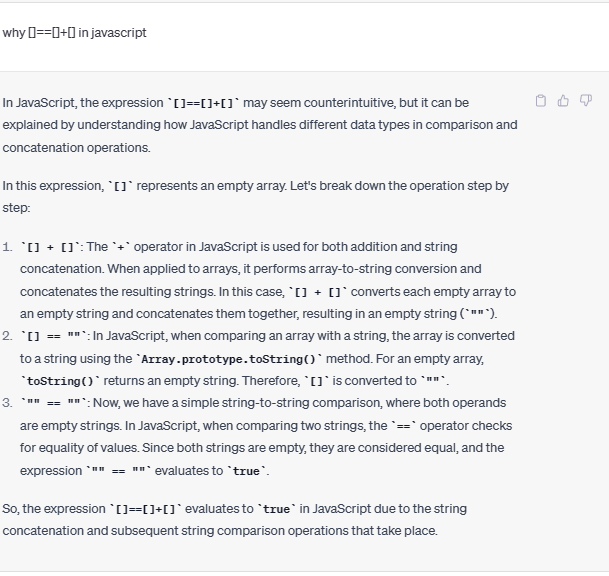 why []==[]+[] in javascript
In JavaScript, the expression `[]==[]+[]` may seem counterintuitive, but it can be
explained by understanding how JavaScript handles different data types in comparison and
concatenation operations.
In this expression, `[]` represents an empty array. Let's break down the operation step by
step:
1. `[] + []`: The `+` operator in JavaScript is used for both addition and string
concatenation. When applied to arrays, it performs array-to-string conversion and
concatenates the resulting strings. In this case, `[] + []` converts each empty array to
an empty string and concatenates them together, resulting in an empty string (`""`).
2. `[] == ""`: In JavaScript, when comparing an array with a string, the array is converted
to a string using the `Array.prototype.toString()` method. For an empty array,
`toString()` returns an empty string. Therefore, `[]` is converted to `""`.
3. `"" == ""`: Now, we have a simple string-to-string comparison, where both operands
are empty strings. In JavaScript, when comparing two strings, the `==` operator checks
for equality of values. Since both strings are empty, they are considered equal, and the
expression `"" == ""` evaluates to `true`.
So, the expression `[]==[]+[]` evaluates to `true` in JavaScript due to the string
concatenation and subsequent string comparison operations that take place.